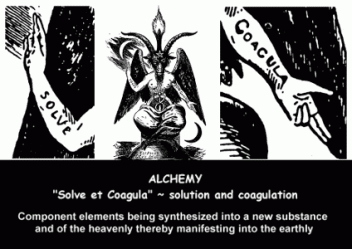 SOLVE
COAGULA
ALCHEMY
"Solve et Coagula" ~ solution and coagulation
Component elements being synthesized into a new substance
and of the heavenly thereby manifesting into the earthly